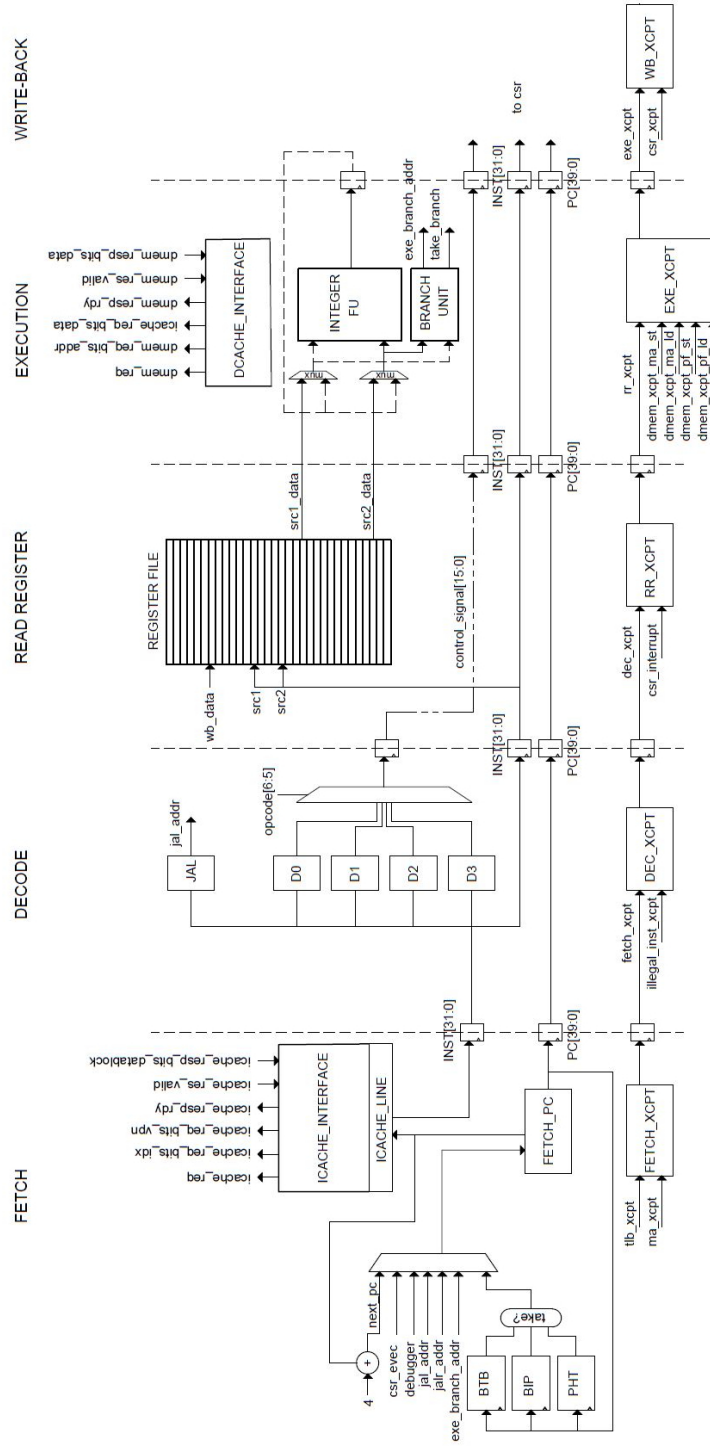 FETCH
DECODE
READ REGISTER
EXECUTION
WRITE-BACK
icache_req
icache_req_bits_idx
icache_req_bits_vpn
icache_resp_rdy
icache_res_valid
icache_resp_bits_datablock
ICACHE_INTERFACE
ICACHE_LINE
4
+
next_pc
csr_evec
debugger
jal_addr
jalr_addr
exe_branch_addr
BTB
BIP
PHT
take?
FETCH_PC
INST[31:0]
PC[39:0]
tlb_xcpt
ma_xcpt
FETCH_XCPT
JAL
jal_addr
D0
D1
D2
D3
opcode[6:5]
INST[31:0]
PC[39:0]
fetch_xcpt
illegal_inst_xcpt
DEC_XCPT
REGISTER FILE
wb_data
src1
src2
src1_data
src2_data
control_signal[15:0]
INST[31:0]
PC[39:0]
dec_xcpt
csr_interrupt
RR_XCPT
dmem_req
dmem_req_bits_addr
icache_req_bits_data
dmem_resp_rdy
dmem_res_valid
dmem_resp_bits_data
DCACHE_INTERFACE
mux
mux
INTEGER
FU
BRANCH
UNIT
exe_branch_addr
take_branch
INST[31:0]
PC[39:0]
rr_xcpt
dmem_xcpt_ma_st
dmem_xcpt_ma_ld
dmem_xcpt_pf_st
dmem_xcpt_pf_ld
EXE_XCPT
to csr
exe_xcpt
csr_xcpt
WB_XCPT